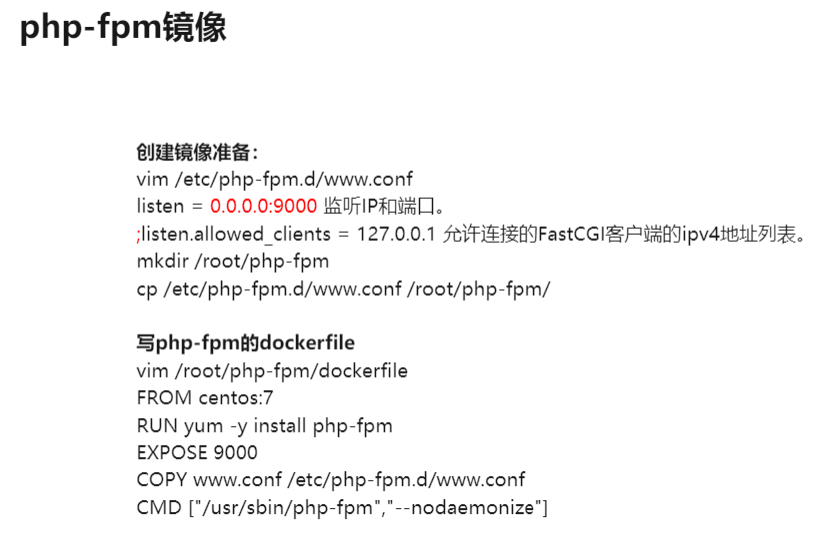 php-fpm镜像
创建镜像准备：
vim /etc/php-fpm.d/www.conf
listen = 0.0.0.0:9000 监听IP和端口。
;listen.allowed_clients = 127.0.0.1 允许连接的FastCGI客户端的ipv4地址列表。
mkdir /root/php-fpm
cp /etc/php-fpm.d/www.conf /root/php-fpm/
写php-fpm的dockerfile
vim /root/php-fpm/dockerfile
FROM centos:7
RUN yum -y install php-fpm
EXPOSE 9000
COPY www.conf /etc/php-fpm.d/www.conf
CMD ["/usr/sbin/php-fpm","--nodaemonize"]